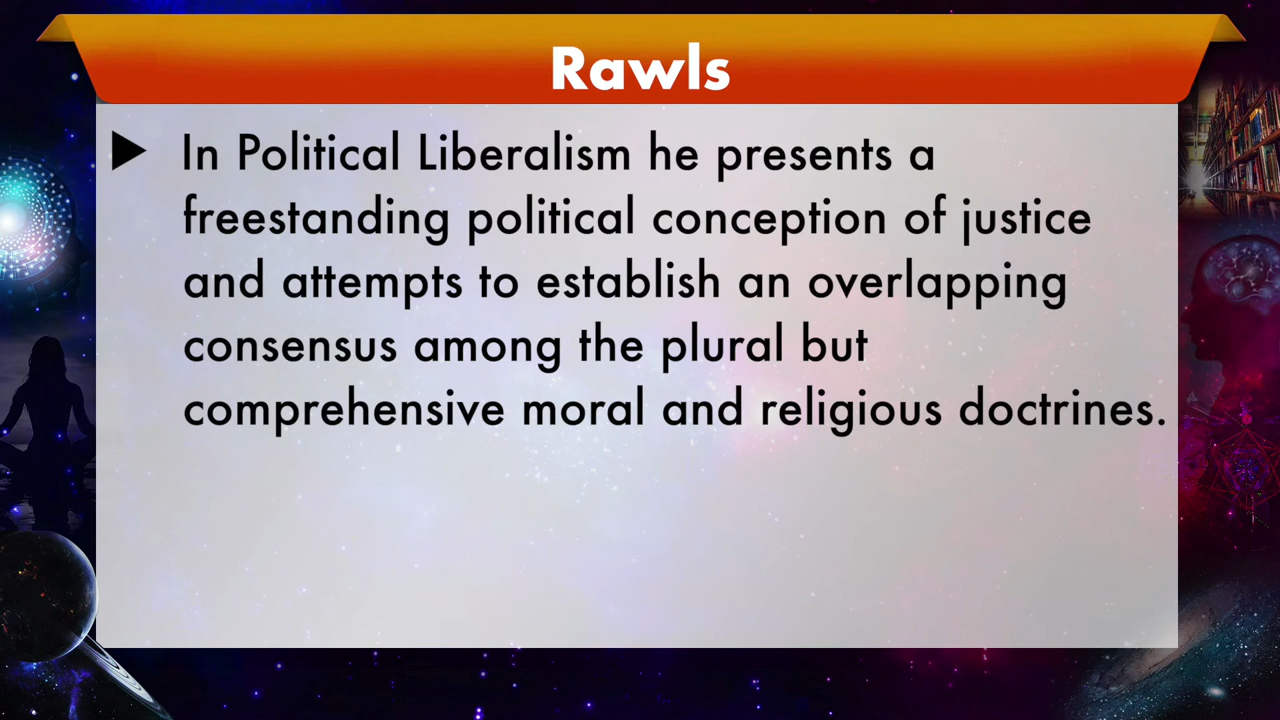 Rawls
▶ In Political Liberalism he presents a
freestanding political conception of justice
and attempts to establish an overlapping
consensus among the plural but
comprehensive moral and religious doctrines.